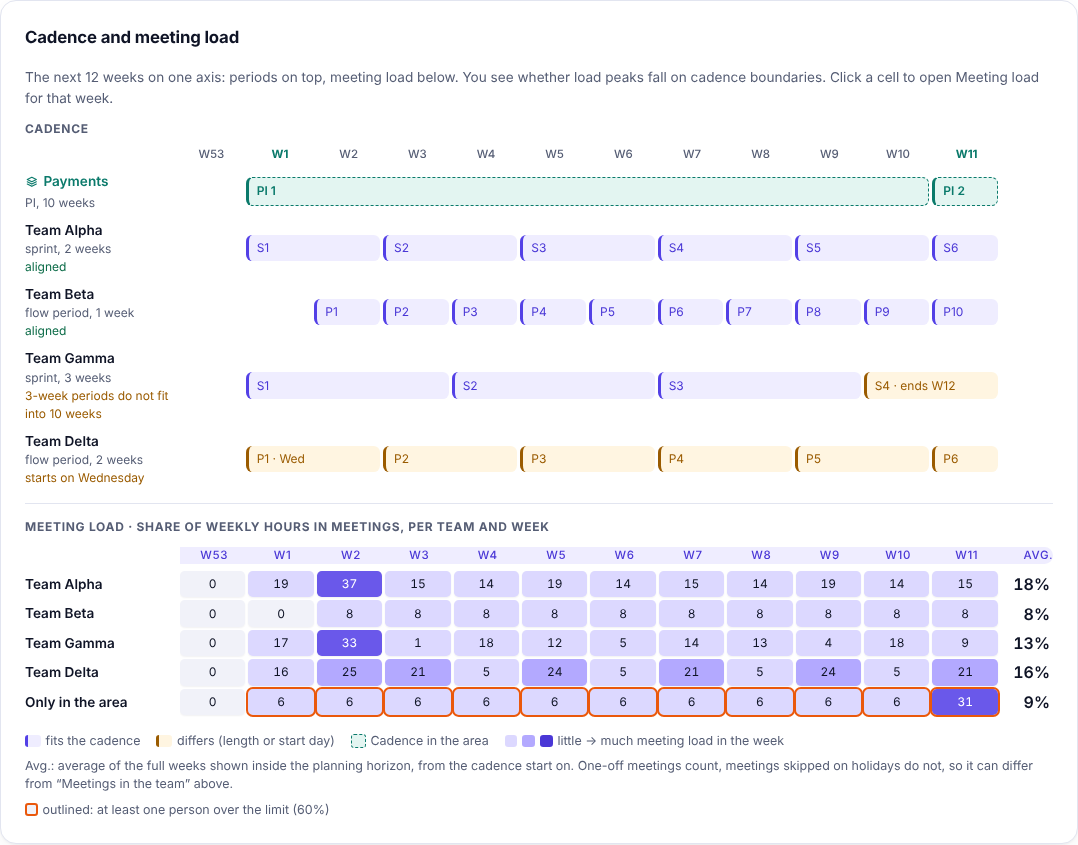 Cadence and meeting load
The next 12 weeks on one axis: periods on top, meeting load below. You see whether load peaks fall on cadence boundaries. Click a cell to open Meeting load
for that week.
CADENCE
W53 W1 W2 W3 W4 W5 W6 W7 W8 W9 W10 W11
Payments
PI, 10 weeks
PI 1 PI 2
Team Alpha
sprint, 2 weeks
aligned
S1 S2 S3 S4 S5 S6
Team Beta
flow period, 1 week
aligned
P1 P2 P3 P4 P5 P6 P7 P8 P9 P10
Team Gamma
sprint, 3 weeks
3-week periods do not fit
into 10 weeks
S1 S2 S3 S4 · ends W12
Team Delta
flow period, 2 weeks
starts on Wednesday
P1 · Wed P2 P3 P4 P5 P6
MEETING LOAD · SHARE OF WEEKLY HOURS IN MEETINGS, PER TEAM AND WEEK
W53 W1 W2 W3 W4 W5 W6 W7 W8 W9 W10 W11 AVG.
Team Alpha 0 19 37 15 14 19 14 15 14 19 14 15 18%
Team Beta 0 0 8 8 8 8 8 8 8 8 8 8 8%
Team Gamma 0 17 33 1 18 12 5 14 13 4 18 9 13%
Team Delta 0 16 25 21 5 24 5 21 5 24 5 21 16%
Only in the area 0 6 6 6 6 6 6 6 6 6 6 31 9%
fits the cadence differs (length or start day) Cadence in the area little → much meeting load in the week
Avg.: average of the full weeks shown inside the planning horizon, from the cadence start on. One-off meetings count, meetings skipped on holidays do not, so it can differ
from “Meetings in the team” above.
outlined: at least one person over the limit (60%)